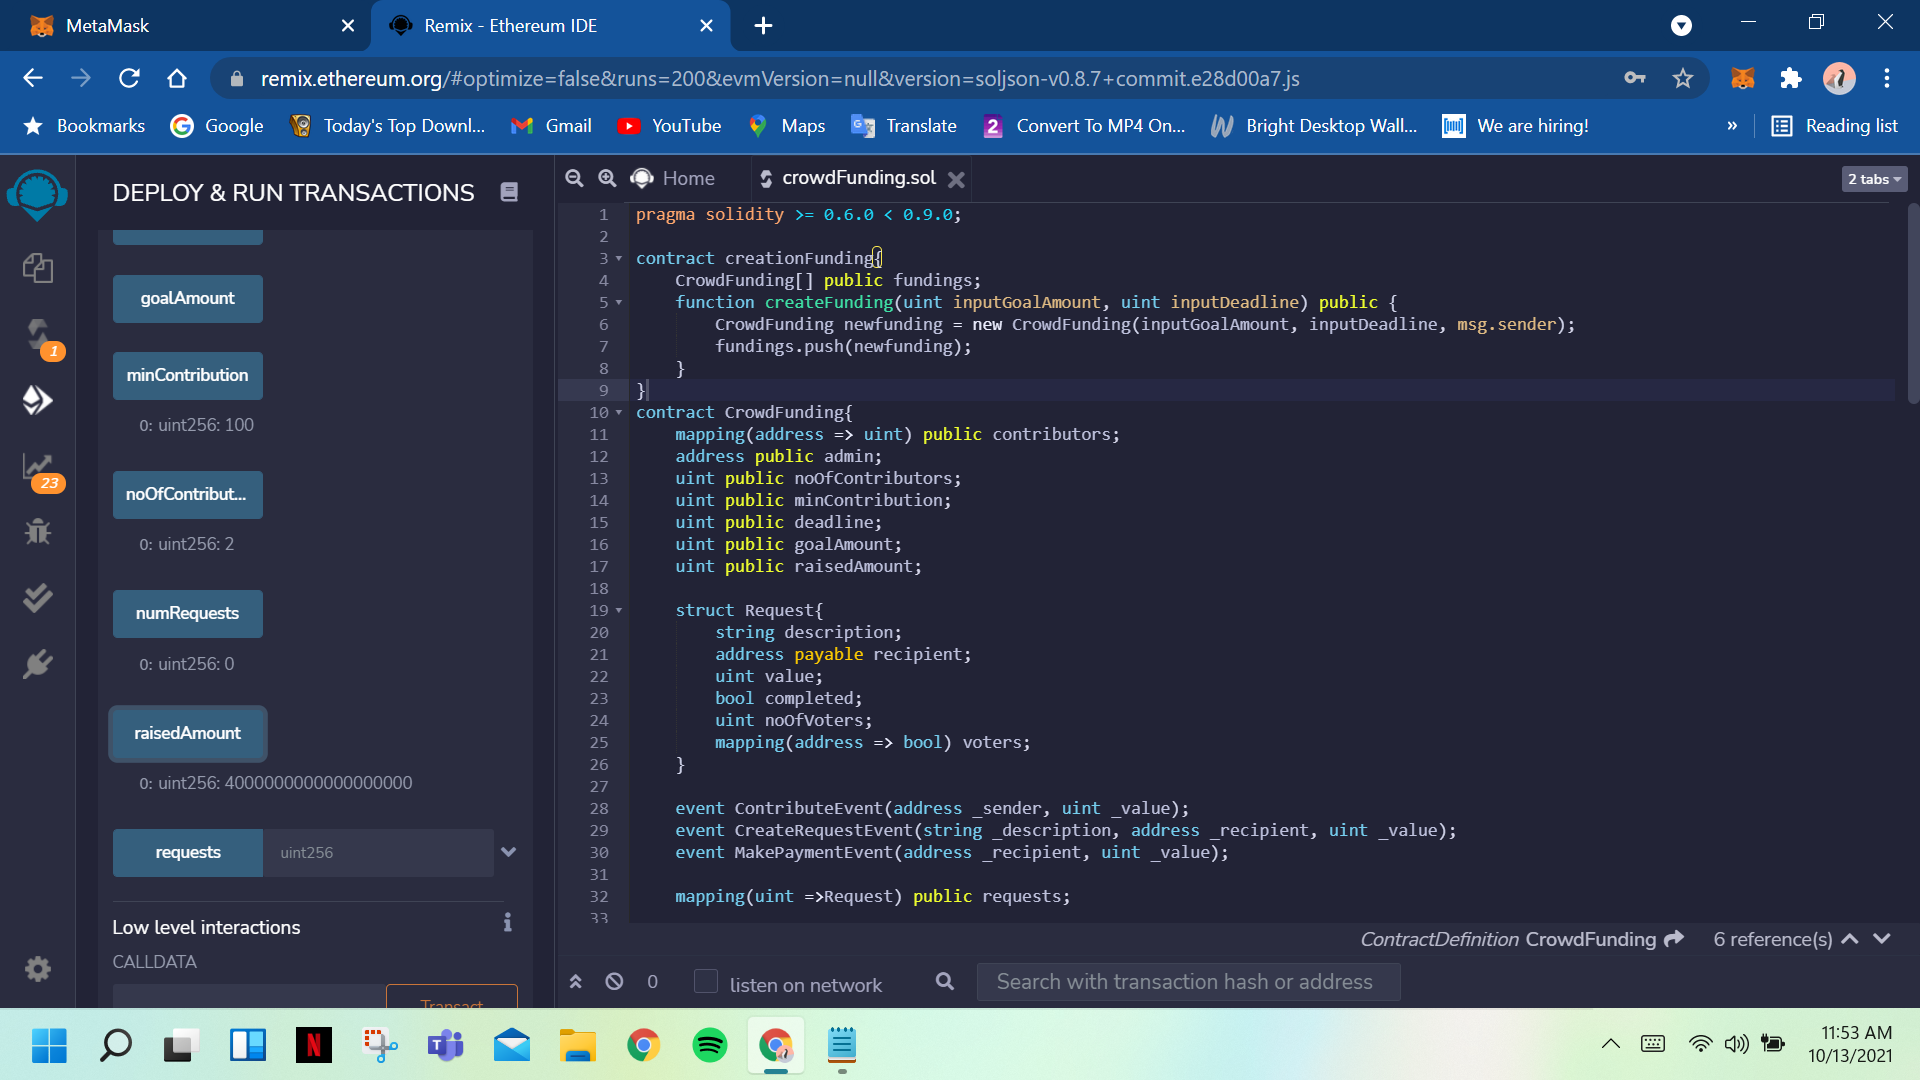 MetaMask
Remix - Ethereum IDE
remix.ethereum.org/#optimize=false&runs=200&evmVersion=null&version=soljson-v0.8.7+commit.e28d00a7.js
Bookmarks Google Today's Top Downl... Gmail YouTube Maps Translate Convert To MP4 On... Bright Desktop Wall... We are hiring! » Reading list
DEPLOY & RUN TRANSACTIONS
goalAmount
minContribution
0: uint256: 100
noOfContribut...
0: uint256: 2
numRequests
0: uint256: 0
raisedAmount
0: uint256: 4000000000000000000
requests uint256
Low level interactions
CALLDATA
Transact
1
23
Home crowdFunding.sol 2 tabs
1 pragma solidity >= 0.6.0 < 0.9.0;
2
3 contract creationFunding{
4 CrowdFunding[] public fundings;
5 function createFunding(uint inputGoalAmount, uint inputDeadline) public {
6 CrowdFunding newfunding = new CrowdFunding(inputGoalAmount, inputDeadline, msg.sender);
7 fundings.push(newfunding);
8 }
9 }
10 contract CrowdFunding{
11 mapping(address => uint) public contributors;
12 address public admin;
13 uint public noOfContributors;
14 uint public minContribution;
15 uint public deadline;
16 uint public goalAmount;
17 uint public raisedAmount;
18
19 struct Request{
20 string description;
21 address payable recipient;
22 uint value;
23 bool completed;
24 uint noOfVoters;
25 mapping(address => bool) voters;
26 }
27
28 event ContributeEvent(address _sender, uint _value);
29 event CreateRequestEvent(string _description, address _recipient, uint _value);
30 event MakePaymentEvent(address _recipient, uint _value);
31
32 mapping(uint =>Request) public requests;
33
ContractDefinition CrowdFunding 6 reference(s)
0 listen on network Search with transaction hash or address
11:53 AM
10/13/2021